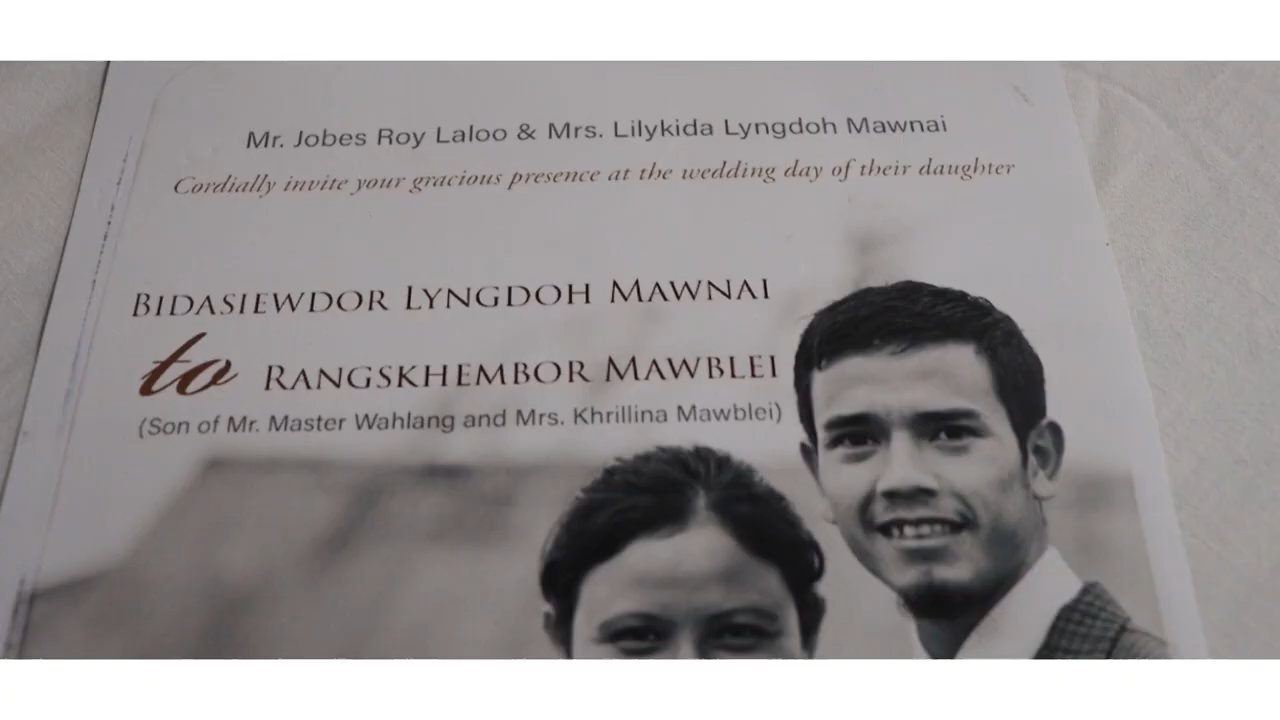 Mr. Jobes Roy Laloo & Mrs. Lilykida Lyngdoh Mawnai
Cordially invite your gracious presence at the wedding day of their daughter
BIDASIEWDOR LYNGDOH MAWNAI
to RANGSKHEMBOR MAWBLEI
(Son of Mr. Master Wahlang and Mrs. Khrillina Mawblei)